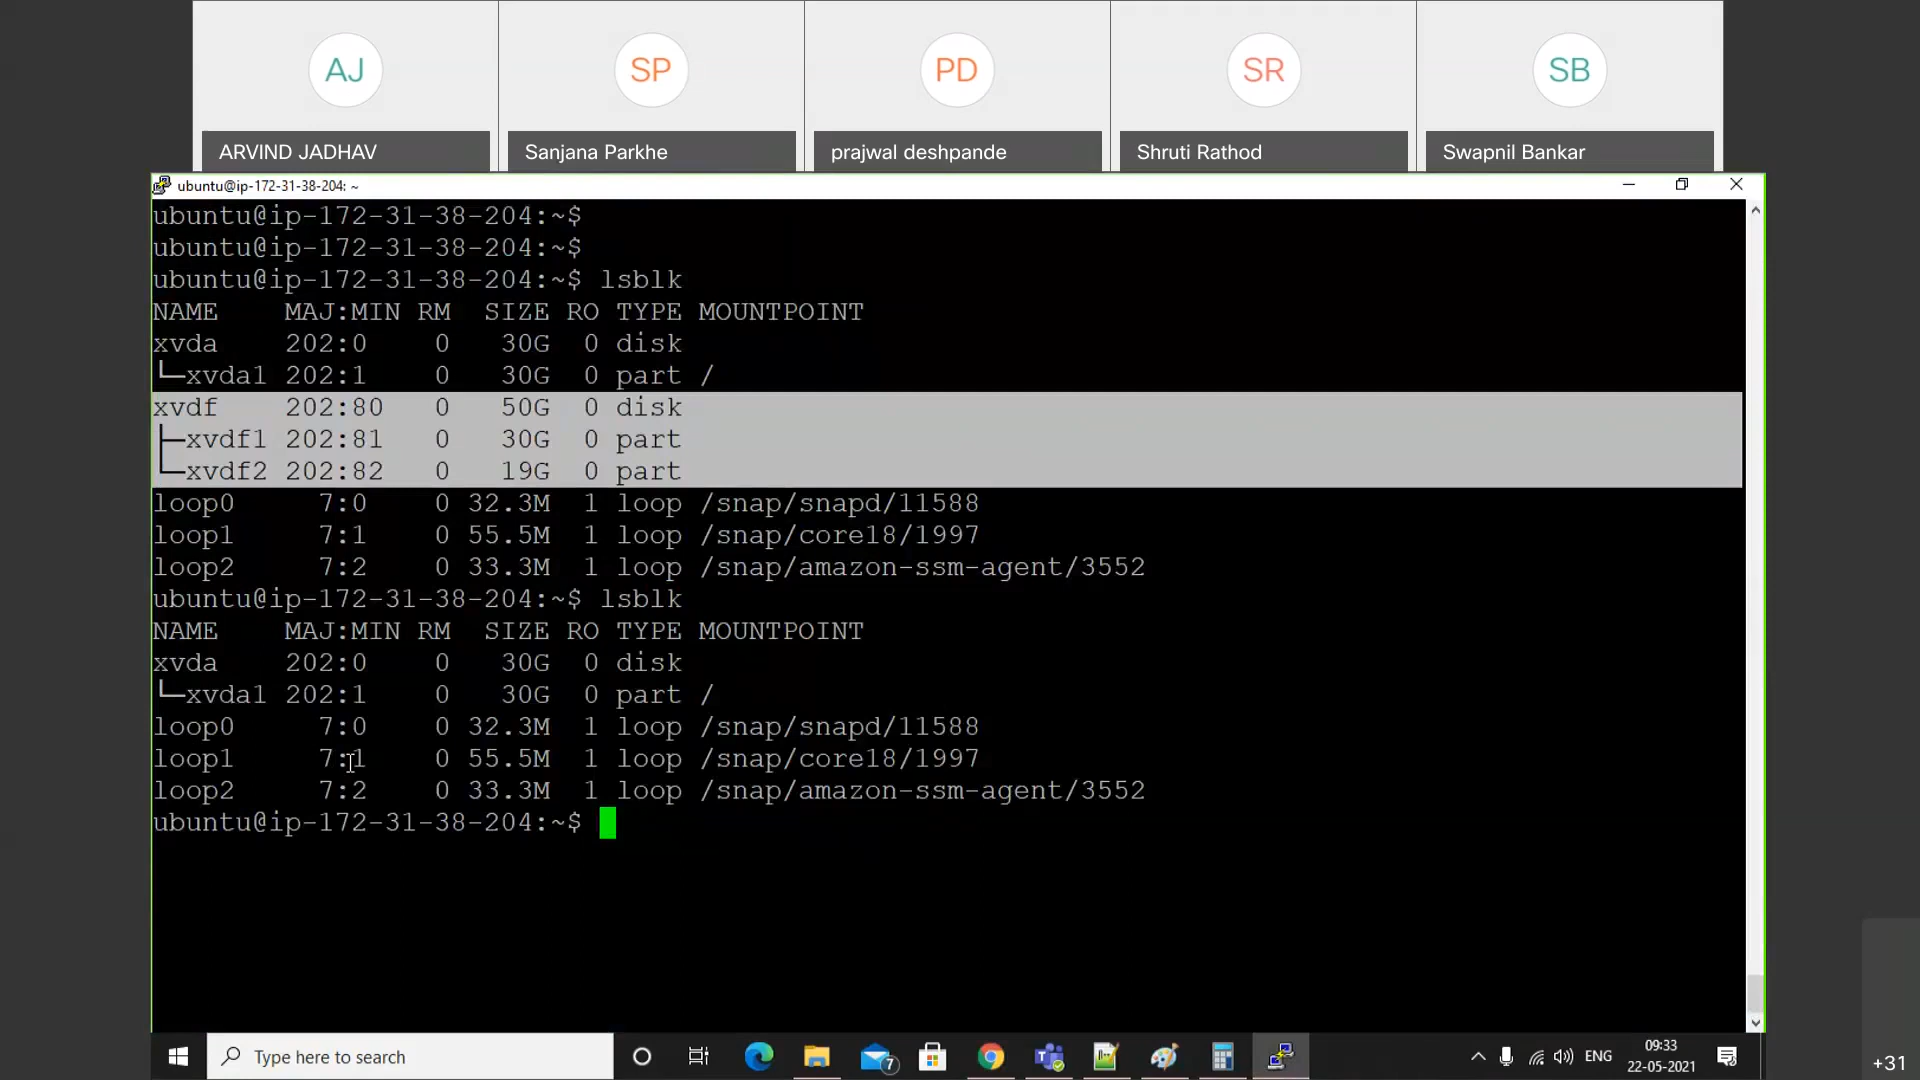 AJ SP PD SR SB
ARVIND JADHAV Sanjana Parkhe prajwal deshpande Shruti Rathod Swapnil Bankar
ubuntu@ip-172-31-38-204: ~
ubuntu@ip-172-31-38-204:~$
ubuntu@ip-172-31-38-204:~$
ubuntu@ip-172-31-38-204:~$ lsblk
NAME    MAJ:MIN RM   SIZE RO TYPE MOUNTPOINT
xvda    202:0    0    30G  0 disk
└─xvda1 202:1    0    30G  0 part /
xvdf    202:80   0    50G  0 disk
├─xvdf1 202:81   0    30G  0 part
└─xvdf2 202:82   0    19G  0 part
loop0     7:0    0  32.3M  1 loop /snap/snapd/11588
loop1     7:1    0  55.5M  1 loop /snap/core18/1997
loop2     7:2    0  33.3M  1 loop /snap/amazon-ssm-agent/3552
ubuntu@ip-172-31-38-204:~$ lsblk
NAME    MAJ:MIN RM   SIZE RO TYPE MOUNTPOINT
xvda    202:0    0    30G  0 disk
└─xvda1 202:1    0    30G  0 part /
loop0     7:0    0  32.3M  1 loop /snap/snapd/11588
loop1     7:1    0  55.5M  1 loop /snap/core18/1997
loop2     7:2    0  33.3M  1 loop /snap/amazon-ssm-agent/3552
ubuntu@ip-172-31-38-204:~$
Type here to search 7 ENG 09:33
22-05-2021
+31